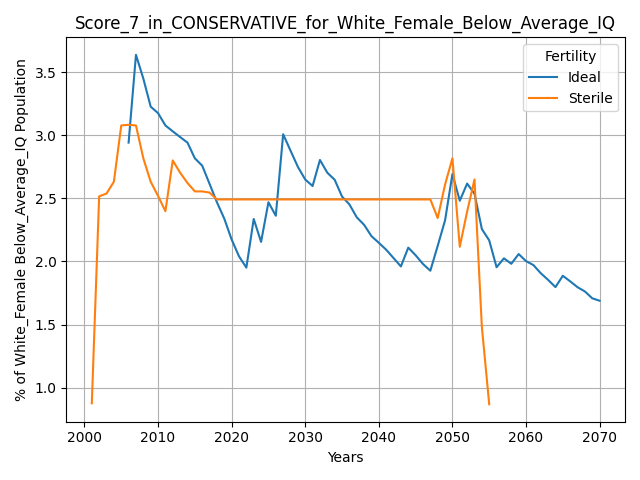 Score_7_in_CONSERVATIVE_for_White_Female_Below_Average_IQ
% of White_Female Below_Average_IQ Population
3.5
3.0
2.5
2.0
1.5
1.0
Fertility
Ideal
Sterile
2000 2010 2020 2030 2040 2050 2060 2070
Years